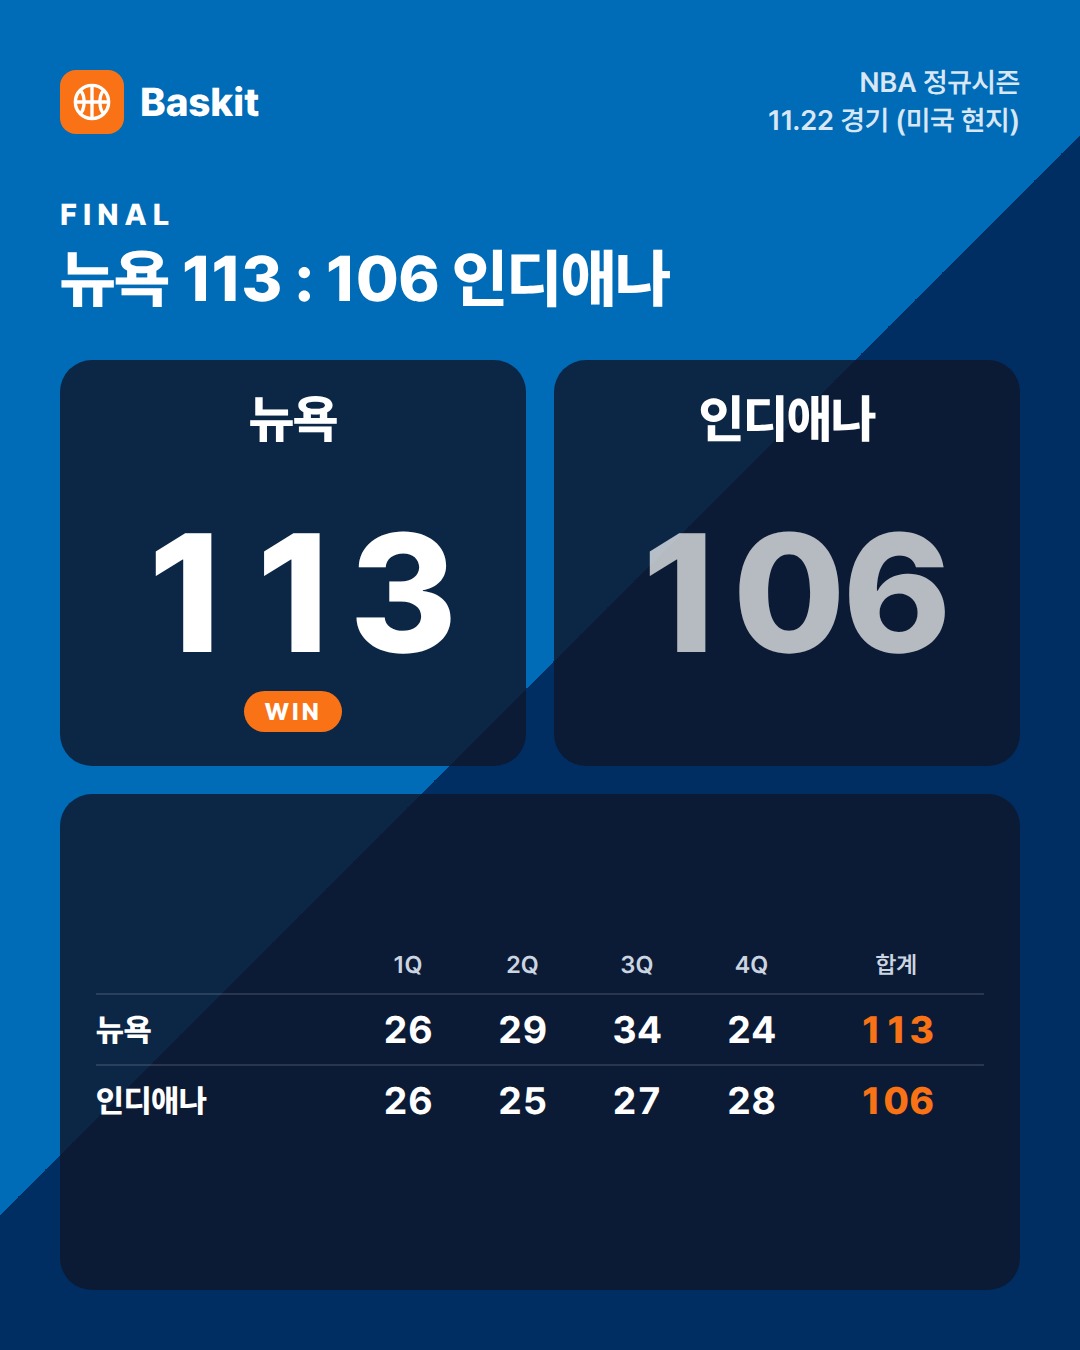 Baskit
NBA 정규시즌
11.22 경기 (미국 현지)
FINAL
뉴욕 113 : 106 인디애나
뉴욕
113
WIN
인디애나
106
1Q 2Q 3Q 4Q 합계
뉴욕 26 29 34 24 113
인디애나 26 25 27 28 106